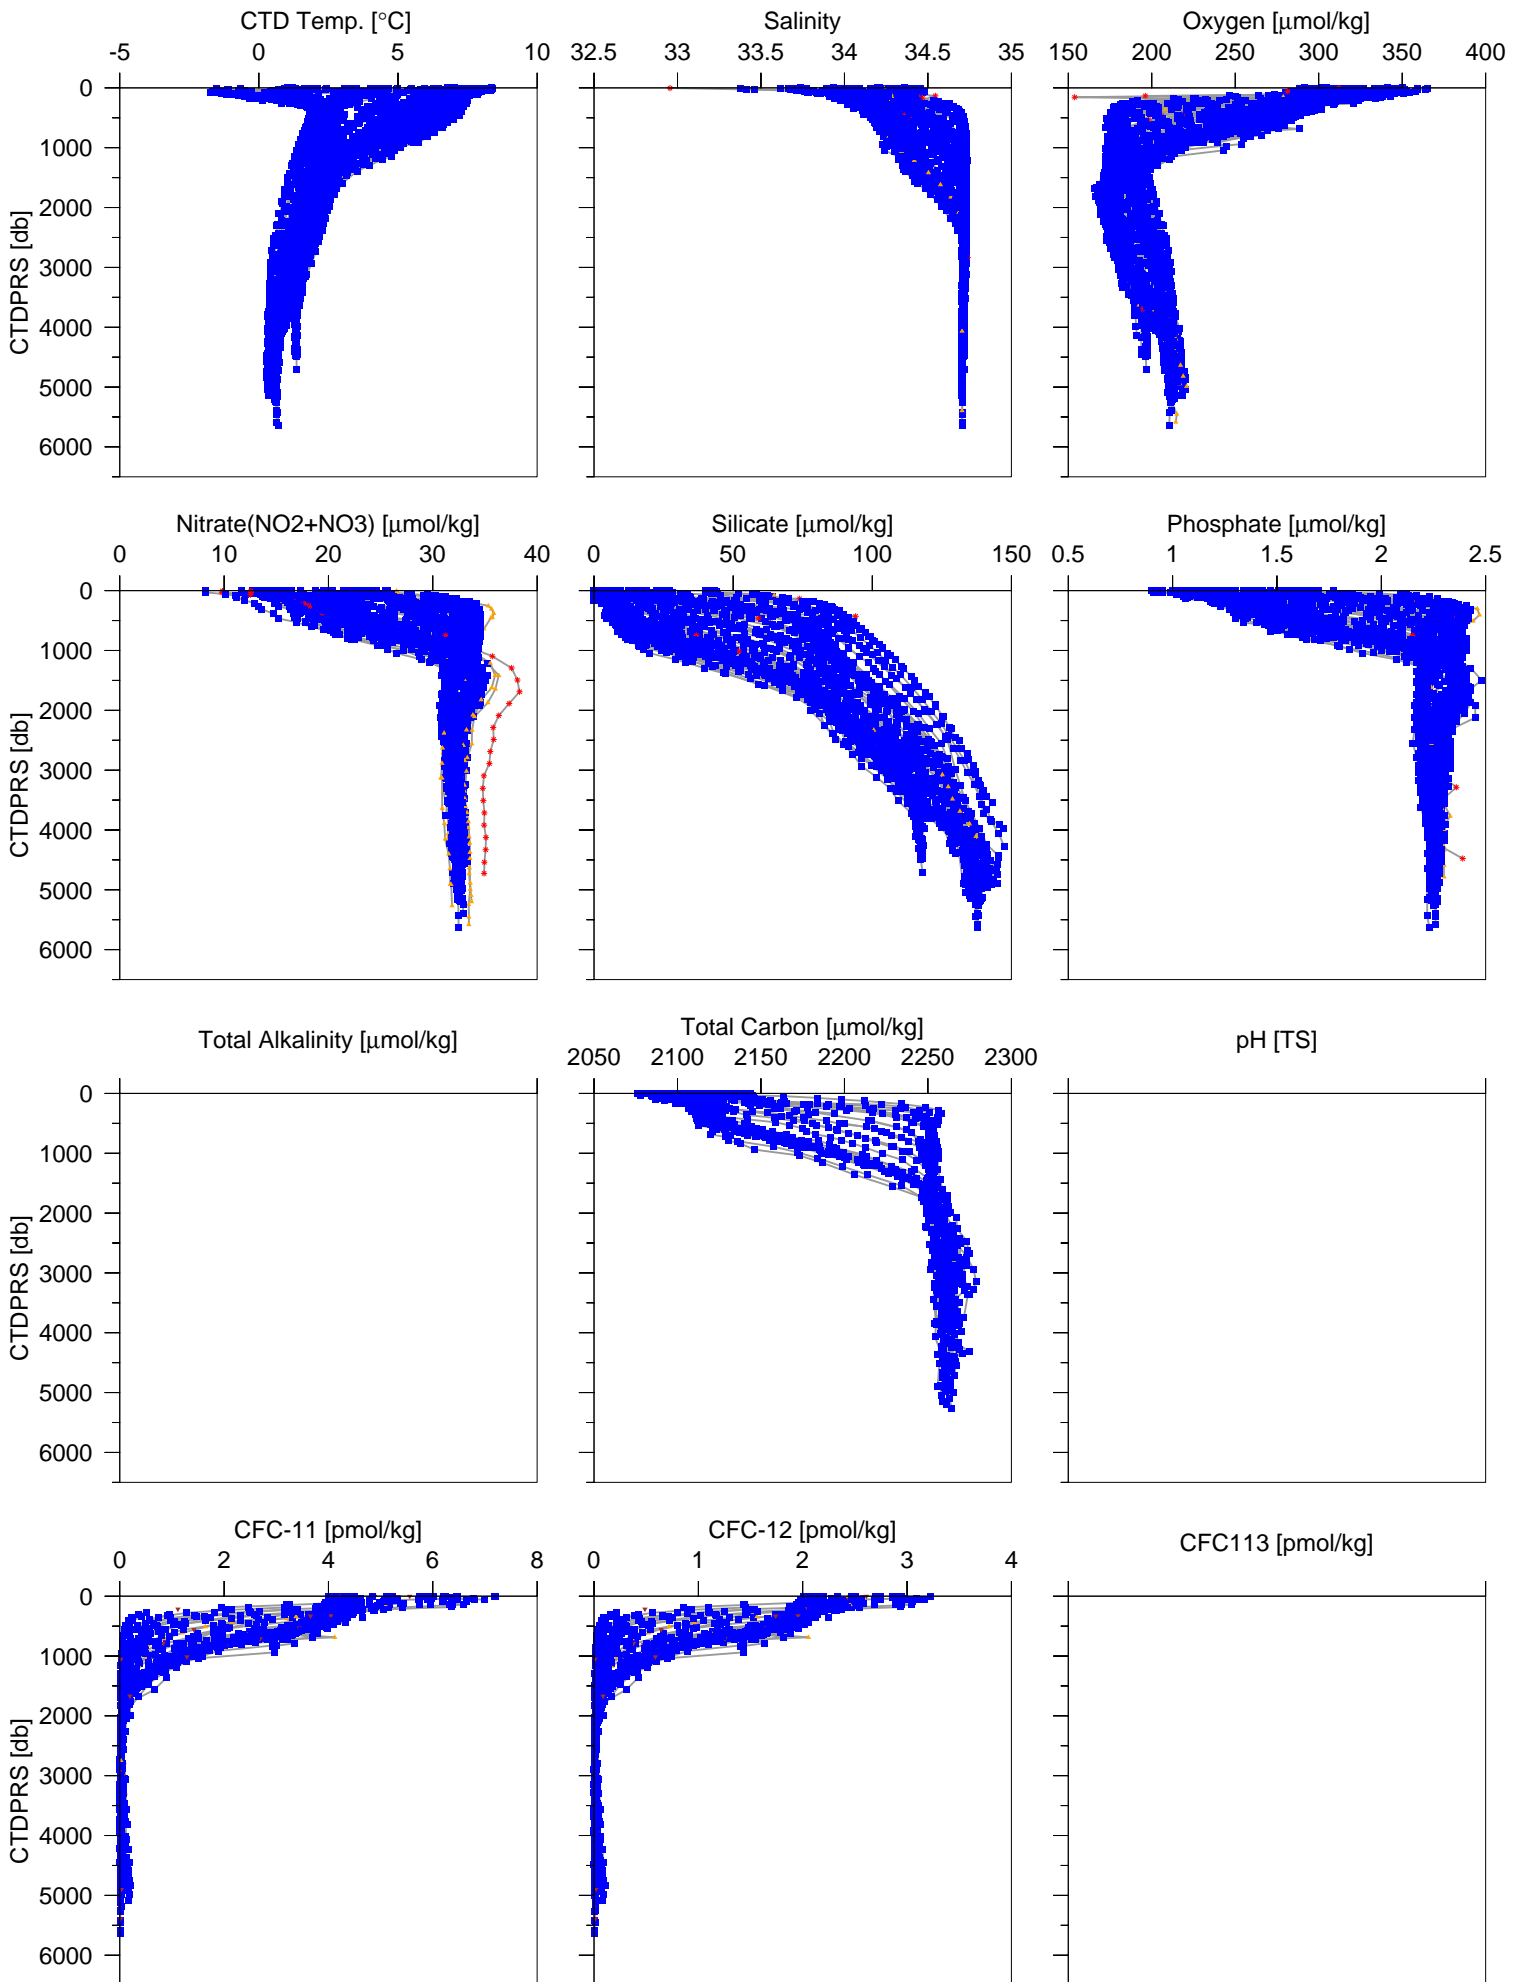 CTD Temp. [°C] Salinity Oxygen [μmol/kg]
-5 0 5 10 32.5 33 33.5 34 34.5 35 150 200 250 300 350 400
0
1000
2000
3000
4000
5000
6000
CTDPRS [db]
Nitrate(NO2+NO3) [μmol/kg] Silicate [μmol/kg] Phosphate [μmol/kg]
0 10 20 30 40 0 50 100 150 0.5 1 1.5 2 2.5
0
1000
2000
3000
4000
5000
6000
CTDPRS [db]
Total Alkalinity [μmol/kg] Total Carbon [μmol/kg] pH [TS]
2050 2100 2150 2200 2250 2300
0
1000
2000
3000
4000
5000
6000
CTDPRS [db]
CFC-11 [pmol/kg] CFC-12 [pmol/kg] CFC113 [pmol/kg]
0 2 4 6 8 0 1 2 3 4
0
1000
2000
3000
4000
5000
6000
CTDPRS [db]